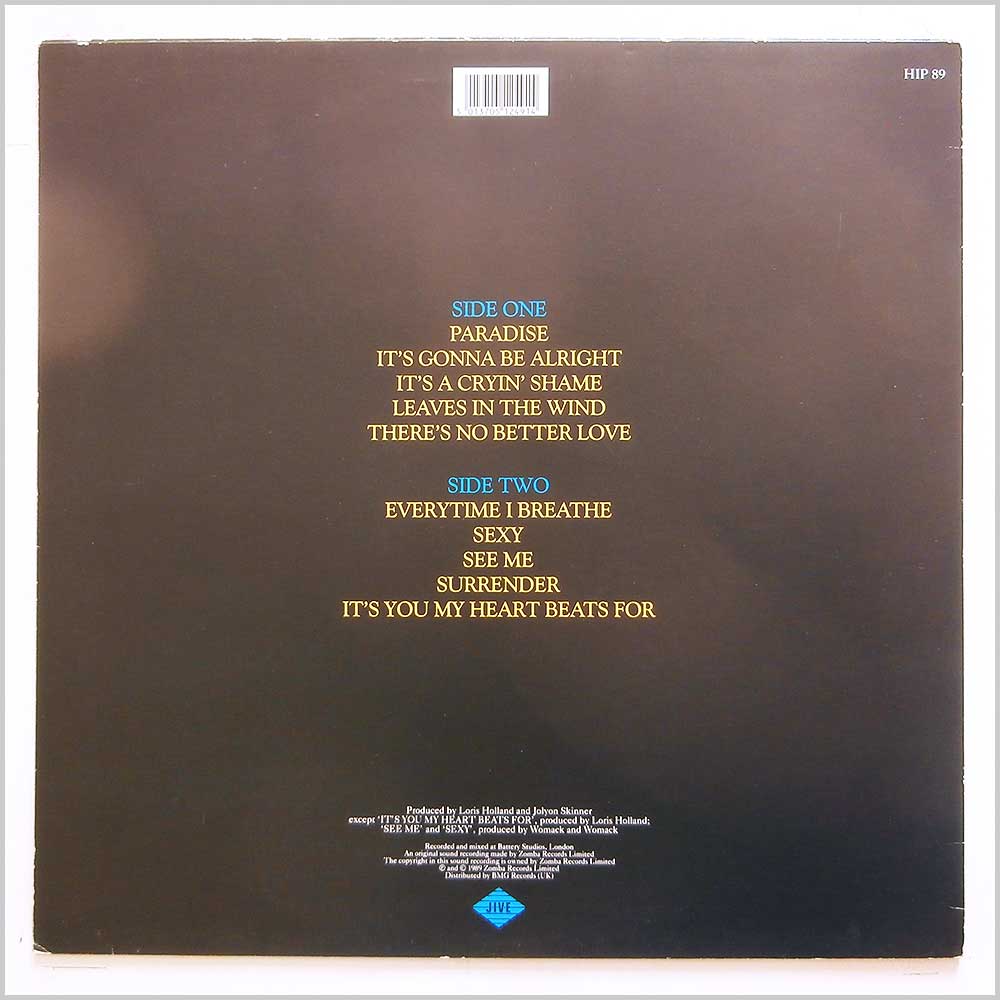 HIP 89
5 013705 124914
SIDE ONE
PARADISE
IT'S GONNA BE ALRIGHT
IT'S A CRYIN' SHAME
LEAVES IN THE WIND
THERE'S NO BETTER LOVE
SIDE TWO
EVERYTIME I BREATHE
SEXY
SEE ME
SURRENDER
IT'S YOU MY HEART BEATS FOR
Produced by Loris Holland and Jolyon Skinner
except 'IT'S YOU MY HEART BEATS FOR', produced by Loris Holland;
'SEE ME' and 'SEXY', produced by Womack and Womack
Recorded and mixed at Battery Studios, London
An original sound recording made by Zomba Records Limited
The copyright in this sound recording is owned by Zomba Records Limited
℗ and © 1989 Zomba Records Limited
Distributed by BMG Records (UK)
JIVE